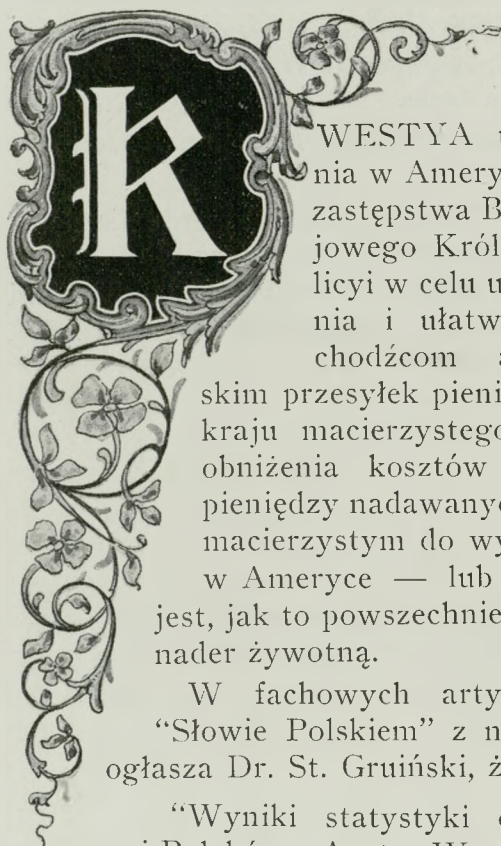 KWESTYA
nia w Amery
zastępstwa B
jowego Król
licyi w celu u
nia i ułatw
chodźcom a
skim przesyłek pieni
kraju macierzystego
obniżenia kosztów
pieniędzy nadawanyc
macierzystym do wy
w Ameryce — lub
jest, jak to powszechnie
nader żywotną.
W fachowych arty
“Słowie Polskiem” z n
ogłasza Dr. St. Gruiński, ż
“Wyniki statystyki